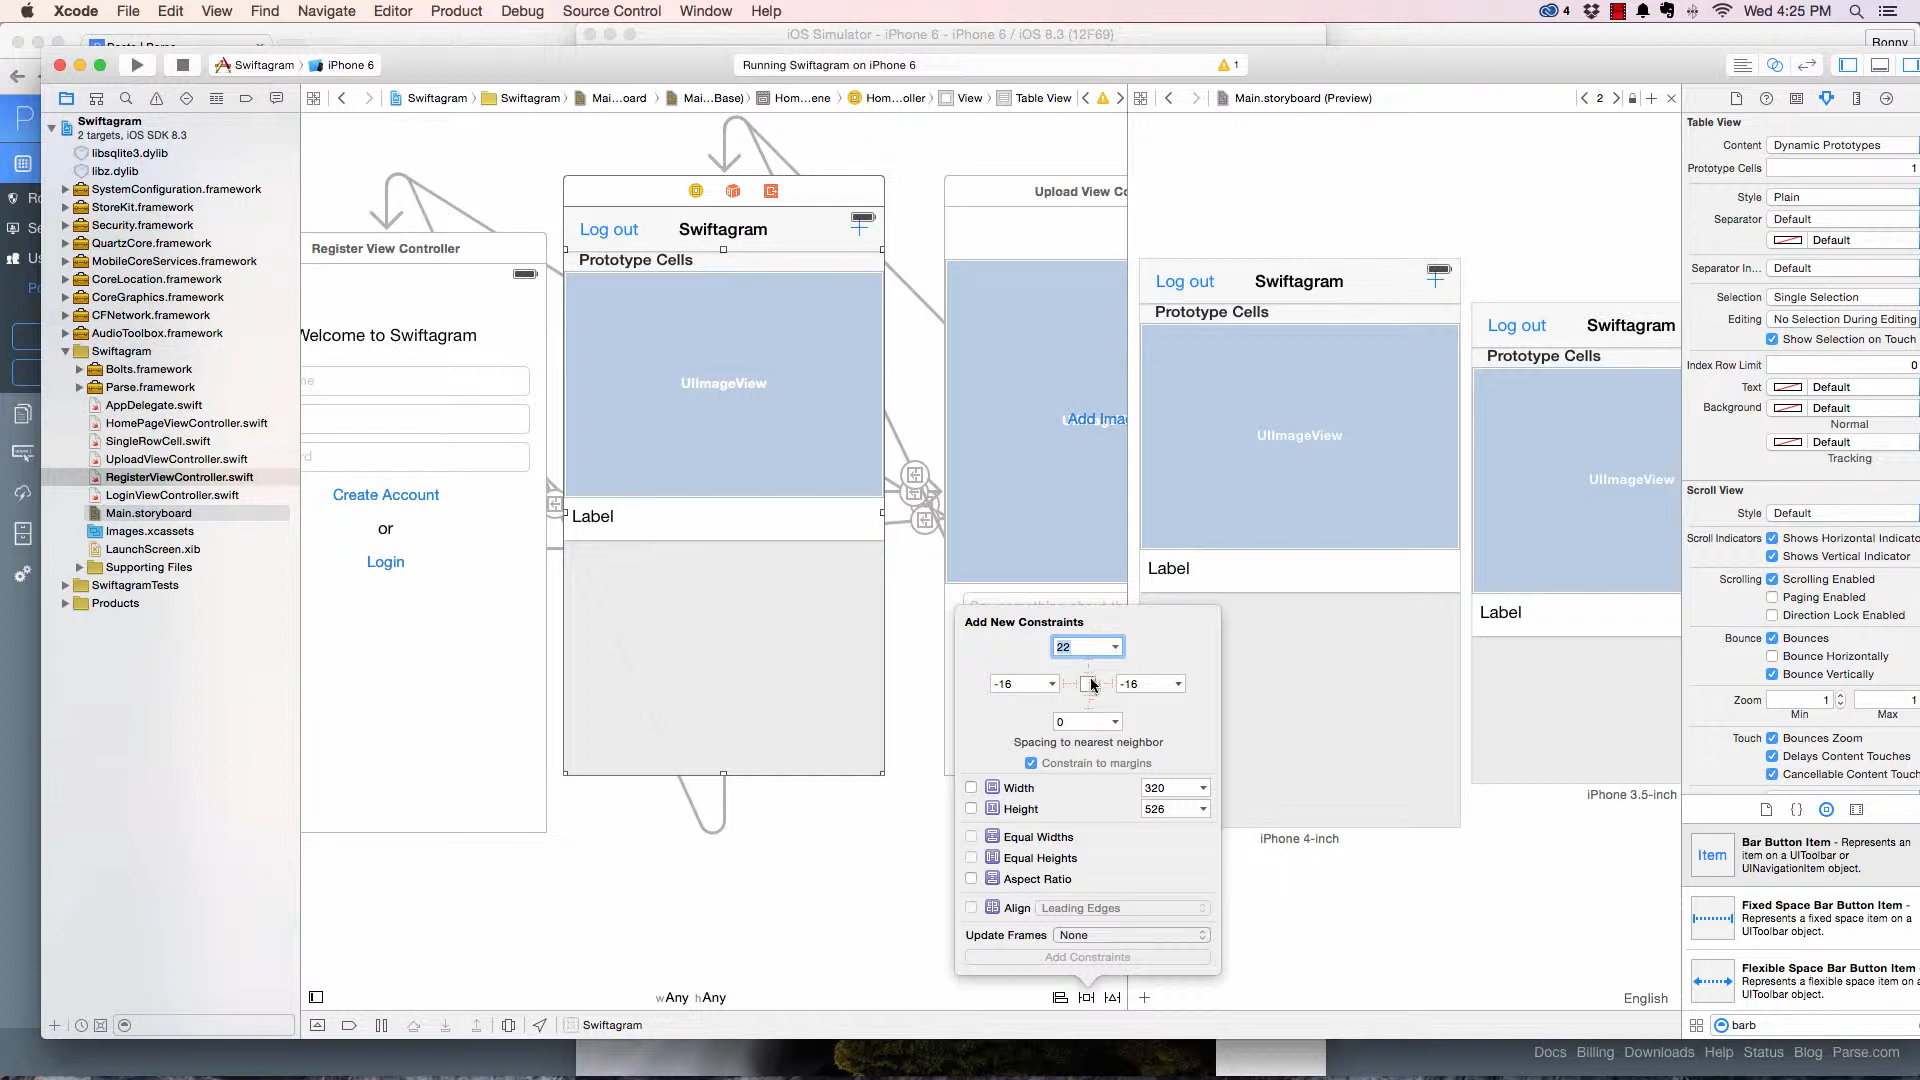 Xcode File Edit View Find Navigate Editor Product Debug Source Control Window Help 4 Wed 4:25 PM
iOS Simulator - iPhone 6 - iPhone 6 / iOS 8.3 (12F69)
Ronny
Swiftagram iPhone 6 Running Swiftagram on iPhone 6 1
Swiftagram Swiftagram Mai...oard Mai...Base) Hom...ene Hom...oller View Table View Main.storyboard (Preview) 2
Swiftagram
2 targets, iOS SDK 8.3
libsqlite3.dylib
libz.dylib
SystemConfiguration.framework
StoreKit.framework
Security.framework
QuartzCore.framework
MobileCoreServices.framework
CoreLocation.framework
CoreGraphics.framework
CFNetwork.framework
AudioToolbox.framework
Swiftagram
Bolts.framework
Parse.framework
AppDelegate.swift
HomePageViewController.swift
SingleRowCell.swift
UploadViewController.swift
RegisterViewController.swift
LoginViewController.swift
Main.storyboard
Images.xcassets
LaunchScreen.xib
Supporting Files
SwiftagramTests
Products
Register View Controller
Welcome to Swiftagram
Create Account
or
Login
Log out Swiftagram
Prototype Cells
UIImageView
Label
Upload View Co
Add Imag
Add New Constraints
22
-16 -16
0
Spacing to nearest neighbor
Constrain to margins
Width 320
Height 526
Equal Widths
Equal Heights
Aspect Ratio
Align Leading Edges
Update Frames None
Add Constraints
wAny hAny
Swiftagram
Log out Swiftagram
Prototype Cells
UIImageView
Label
iPhone 4-inch
Log out Swiftagram
Prototype Cells
UIImageView
Label
iPhone 3.5-inch
English
Table View
Content Dynamic Prototypes
Prototype Cells 1
Style Plain
Separator Default
Default
Separator In... Default
Selection Single Selection
Editing No Selection During Editing
Show Selection on Touch
Index Row Limit 0
Text Default
Background Default
Normal
Default
Tracking
Scroll View
Style Default
Scroll Indicators Shows Horizontal Indicato
Shows Vertical Indicator
Scrolling Scrolling Enabled
Paging Enabled
Direction Lock Enabled
Bounce Bounces
Bounce Horizontally
Bounce Vertically
Zoom 1 1
Min Max
Touch Bounces Zoom
Delays Content Touches
Cancellable Content Touch
Item
Bar Button Item - Represents an
item on a UIToolbar or
UINavigationItem object.
Fixed Space Bar Button Item -
Represents a fixed space item on a
UIToolbar object.
Flexible Space Bar Button Item -
Represents a flexible space item on a
UIToolbar object.
barb
Docs Billing Downloads Help Status Blog Parse.com